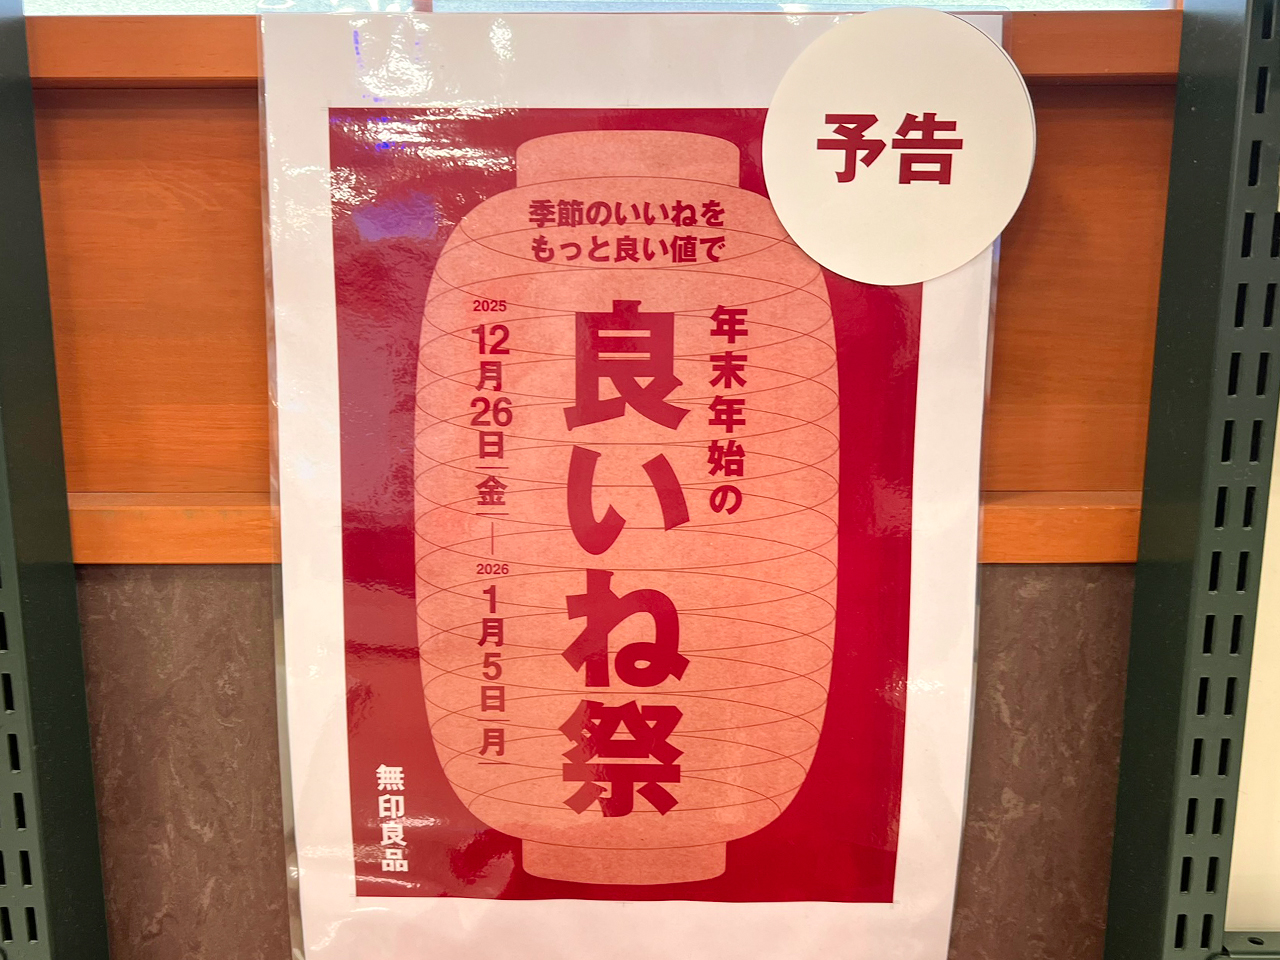 予告
季節のいいねを
もっと良い値で
年末年始の
良いね祭
2025
12月26日|金|—
2026
1月5日|月|
無印良品